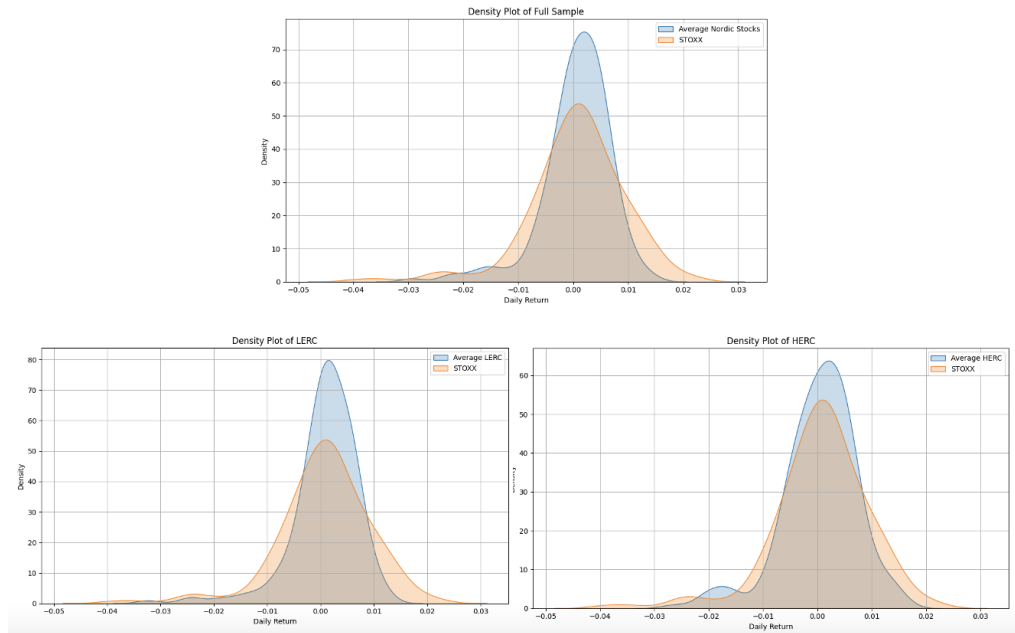 Density Plot of Full Sample
Average Nordic Stocks
STOXX
70
60
50
40
30
20
10
0
Density
−0.05 −0.04 −0.03 −0.02 −0.01 0.00 0.01 0.02 0.03
Daily Return
Density Plot of LERC
Average LERC
STOXX
80
70
60
50
40
30
20
10
0
Density
−0.05 −0.04 −0.03 −0.02 −0.01 0.00 0.01 0.02 0.03
Daily Return
Density Plot of HERC
Average HERC
STOXX
60
50
40
30
20
10
0
−0.05 −0.04 −0.03 −0.02 −0.01 0.00 0.01 0.02 0.03
Daily Return